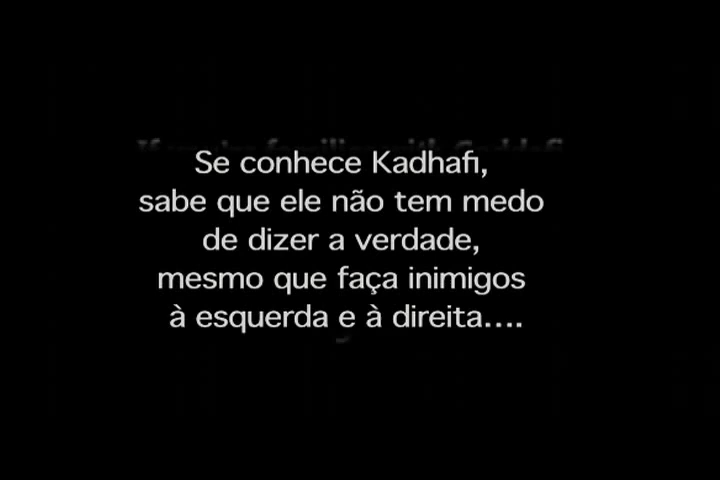 Se conhece Kadhafi,
sabe que ele não tem medo
de dizer a verdade,
mesmo que faça inimigos
à esquerda e à direita....